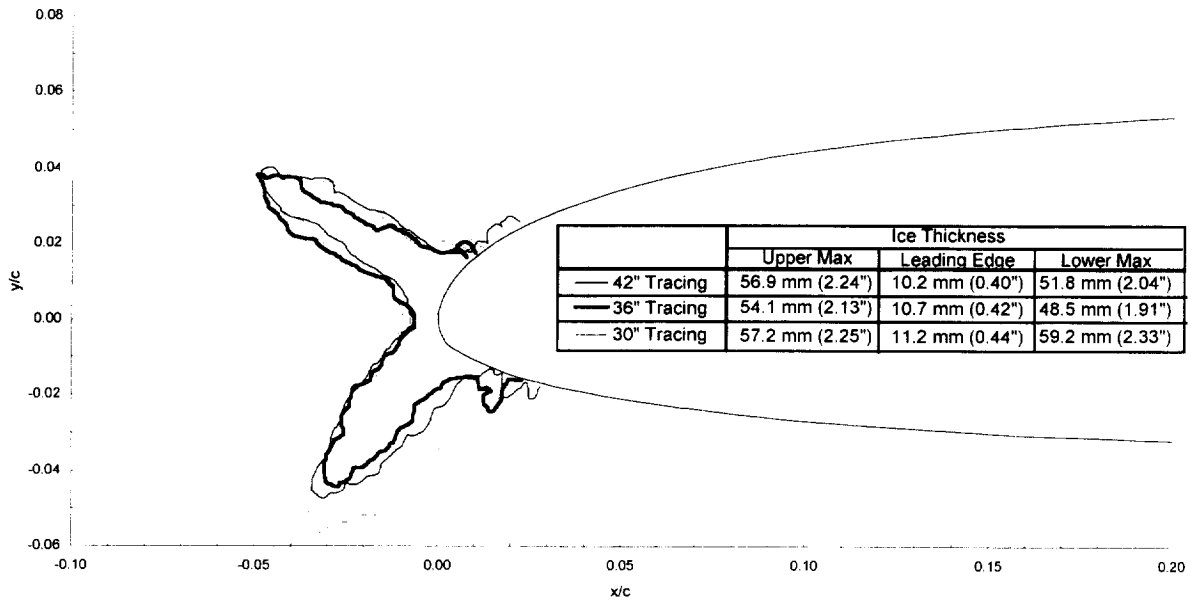 0.08
0.06
0.04
0.02
0.00
-0.02
-0.04
-0.06
y/c
-0.10 -0.05 0.00 0.05 0.10 0.15 0.20
x/c
Ice Thickness
Upper Max Leading Edge Lower Max
42" Tracing 56.9 mm (2.24") 10.2 mm (0.40") 51.8 mm (2.04")
36" Tracing 54.1 mm (2.13") 10.7 mm (0.42") 48.5 mm (1.91")
30" Tracing 57.2 mm (2.25") 11.2 mm (0.44") 59.2 mm (2.33")